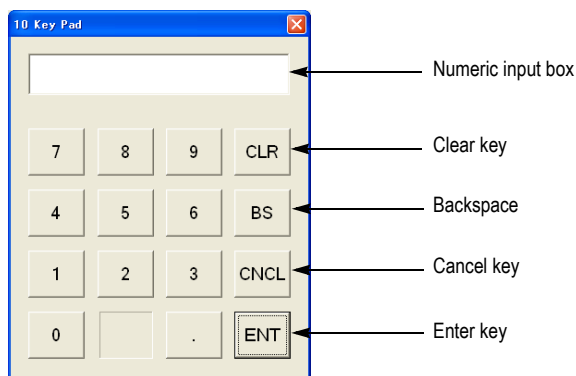 10 Key Pad
Numeric input box
7 8 9 CLR Clear key
4 5 6 BS Backspace
1 2 3 CNCL Cancel key
0 . ENT Enter key